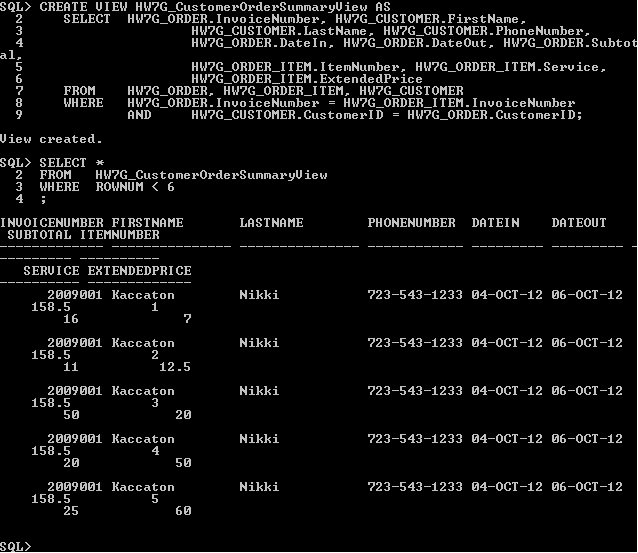 SQL> CREATE VIEW HW7G_CustomerOrderSummaryView AS
  2     SELECT  HW7G_ORDER.InvoiceNumber, HW7G_CUSTOMER.FirstName,
  3                     HW7G_CUSTOMER.LastName, HW7G_CUSTOMER.PhoneNumber,
  4                     HW7G_ORDER.DateIn, HW7G_ORDER.DateOut, HW7G_ORDER.Subtot
al,
  5                     HW7G_ORDER_ITEM.ItemNumber, HW7G_ORDER_ITEM.Service,
  6                     HW7G_ORDER_ITEM.ExtendedPrice
  7     FROM    HW7G_ORDER, HW7G_ORDER_ITEM, HW7G_CUSTOMER
  8     WHERE   HW7G_ORDER.InvoiceNumber = HW7G_ORDER_ITEM.InvoiceNumber
  9             AND     HW7G_CUSTOMER.CustomerID = HW7G_ORDER.CustomerID;
View created.
SQL> SELECT *
  2  FROM   HW7G_CustomerOrderSummaryView
  3  WHERE  ROWNUM < 6
  4  ;
INVOICENUMBER FIRSTNAME       LASTNAME        PHONENUMBER  DATEIN    DATEOUT
 SUBTOTAL ITEMNUMBER
------------- --------------- --------------- ------------ --------- --------- -
--------- ----------
   SERVICE EXTENDEDPRICE
---------- -------------
      2009001 Kaccaton        Nikki           723-543-1233 04-OCT-12 06-OCT-12
    158.5          1
        16             7
      2009001 Kaccaton        Nikki           723-543-1233 04-OCT-12 06-OCT-12
    158.5          2
        11          12.5
      2009001 Kaccaton        Nikki           723-543-1233 04-OCT-12 06-OCT-12
    158.5          3
        50            20
      2009001 Kaccaton        Nikki           723-543-1233 04-OCT-12 06-OCT-12
    158.5          4
        20            50
      2009001 Kaccaton        Nikki           723-543-1233 04-OCT-12 06-OCT-12
    158.5          5
        25            60
SQL>